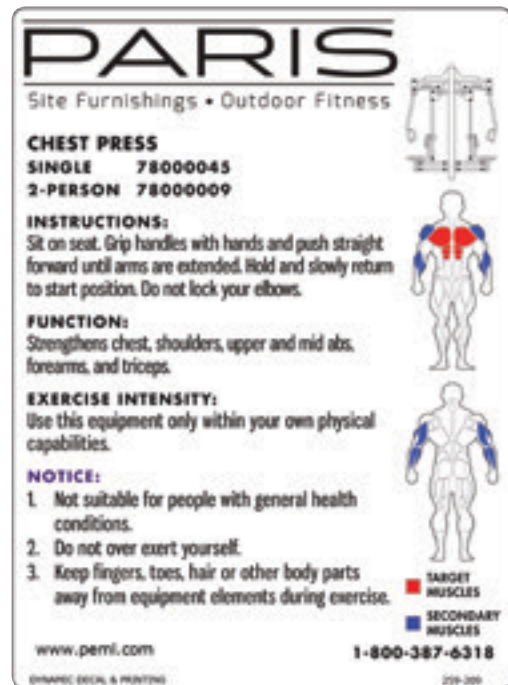 PARIS
Site Furnishings • Outdoor Fitness
CHEST PRESS
SINGLE 78000045
2-PERSON 78000009
INSTRUCTIONS:
Sit on seat. Grip handles with hands and push straight
forward until arms are extended. Hold and slowly return
to start position. Do not lock your elbows.
FUNCTION:
Strengthens chest, shoulders, upper and mid abs,
forearms, and triceps.
EXERCISE INTENSITY:
Use this equipment only within your own physical
capabilities.
NOTICE:
1. Not suitable for people with general health
conditions.
2. Do not over exert yourself.
3. Keep fingers, toes, hair or other body parts
away from equipment elements during exercise.
TARGET
MUSCLES
SECONDARY
MUSCLES
www.peml.com
1-800-387-6318
DYNAMEC DECAL & PRINTING
259-209